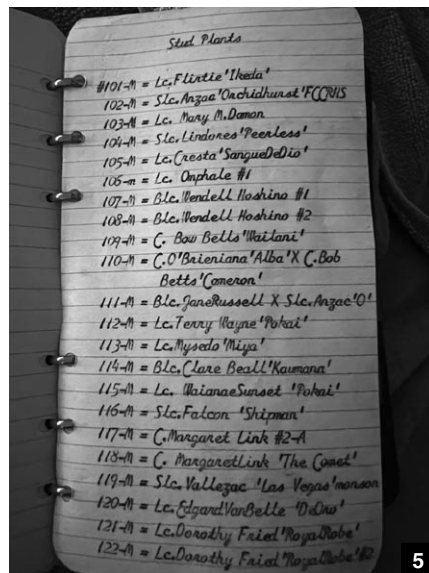 Stud Plants
#101-M = Lc.Flirtie'Ikeda'
102-M = Slc.Anzac'Orchidhurst'FCCRHS
103-M = Lc. Mary M.Damon
104-M = Slc.Lindores'Peerless'
105-M = Lc.Cresta'SangueDeDio'
106-m = Lc. Omphale #1
107-M = Blc.Wendell Hoshino #1
108-M = Blc.Wendell Hoshino #2
109-M = C. Bow Bells'Wailani'
110-M = C.O'Brieniana'Alba'X C.Bob
Betts'Cameron'
111-M = Blc.JaneRussell X Slc.Anzac'O'
112-M = Lc.Terry Wayne'Pokai'
113-M = Lc.Mysedo'Miya'
114-M = Blc.Clare Beall'Kaumana'
115-M = Lc. WaianaeSunset 'Pokai'
116-M = Slc.Falcon 'Shipman'
117-M = C.Margaret Link #2-A
118-M = C. MargaretLink 'The Comet'
119-M = Slc.Vallezac 'Las Vegas'monson
120-M = Lc.EdgardVanBelle 'DeOro'
121-M = Lc.Dorothy Fried'RoyalRobe'
122-M = Lc.Dorothy Fried'RoyalRobe'#2
5